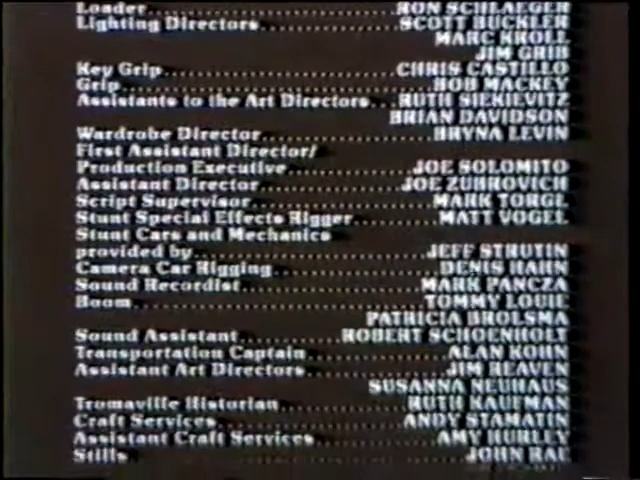 Loader RON SCHLAEGER
Lighting Directors SCOTT BUCKLER
MARC KROLL
JIM GRIB
Key Grip CHRIS CASTILLO
Grip BOB MACKEY
Assistants to the Art Directors RUTH SIEKIEVITZ
BRIAN DAVIDSON
Wardrobe Director BRYNA LEVIN
First Assistant Director/
Production Executive JOE SOLOMITO
Assistant Director JOE ZUBROVICH
Script Supervisor MARK TORGL
Stunt Special Effects Rigger MATT VOGEL
Stunt Cars and Mechanics
provided by JEFF STRUTIN
Camera Car Rigging DENIS HAHN
Sound Recordist MARK PANCZA
Boom TOMMY LOUIE
PATRICIA BROLSMA
Sound Assistant ROBERT SCHOENHOLT
Transportation Captain ALAN KOHN
Assistant Art Directors JIM REAVEN
SUSANNA NEUHAUS
Tromaville Historian RUTH KAUFMAN
Craft Services ANDY STAMATIN
Assistant Craft Services AMY HURLEY
Stills JOHN